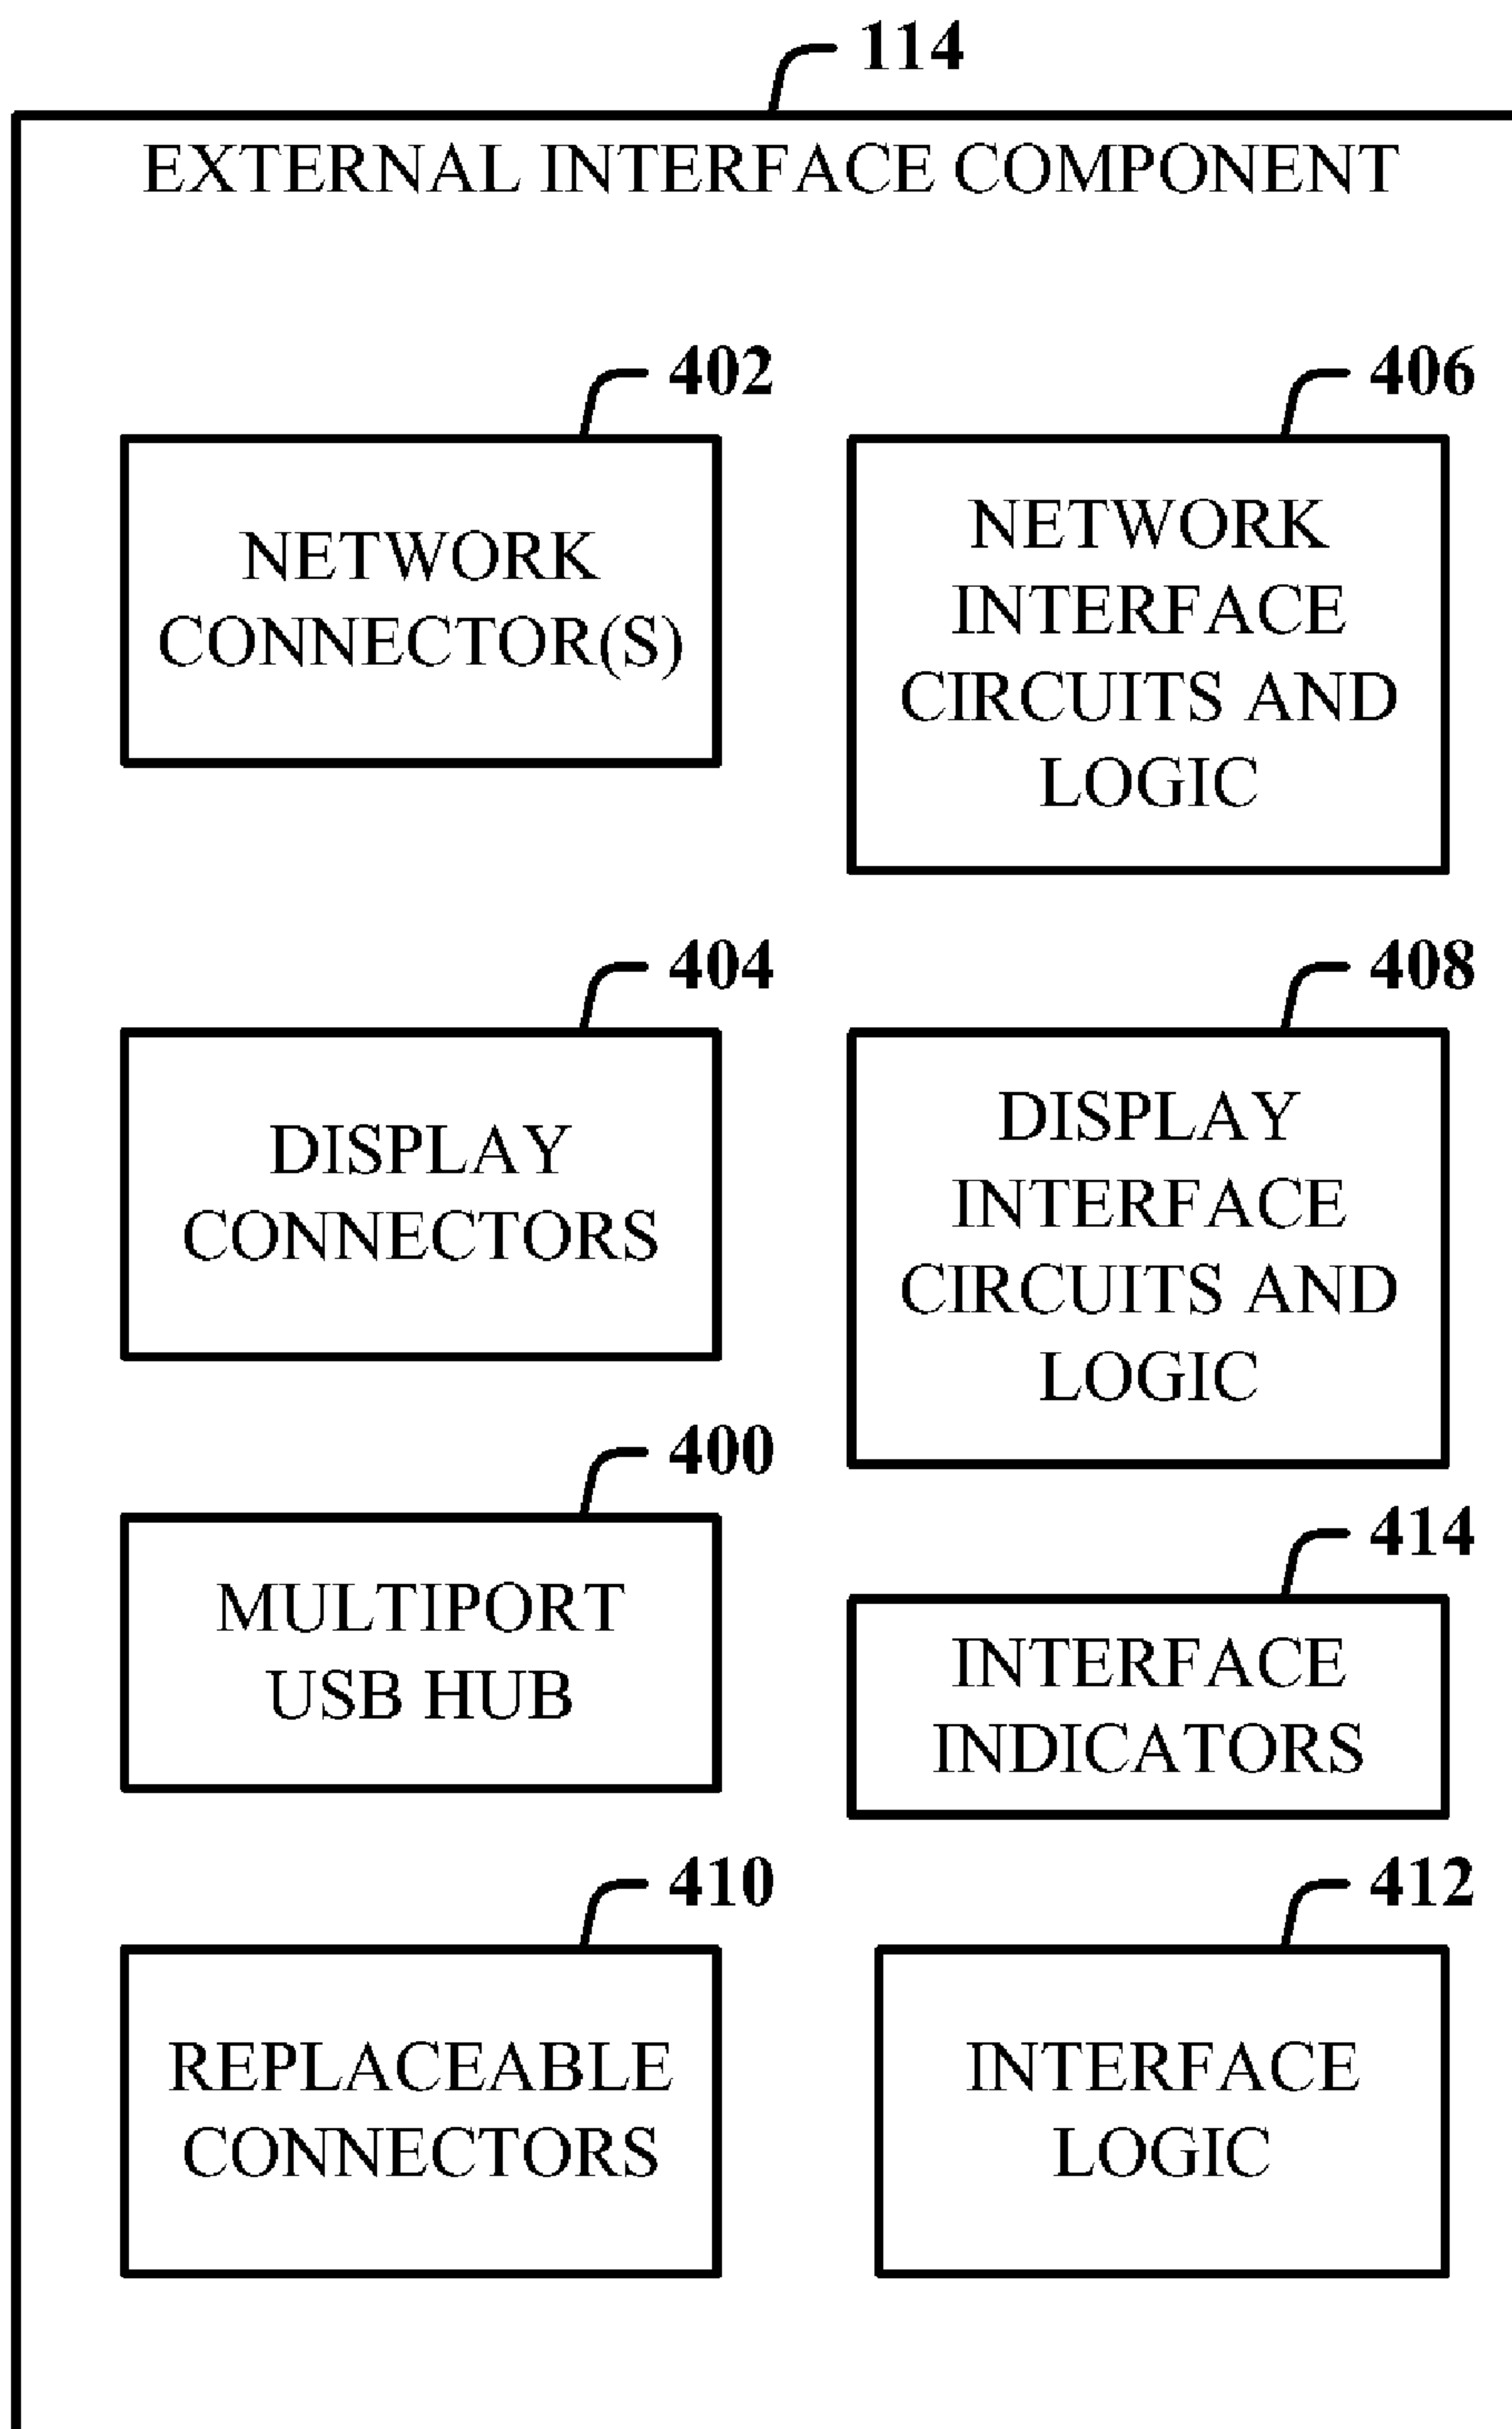 114
EXTERNAL INTERFACE COMPONENT
402
NETWORK
CONNECTOR(S)
406
NETWORK
INTERFACE
CIRCUITS AND
LOGIC
404
DISPLAY
CONNECTORS
408
DISPLAY
INTERFACE
CIRCUITS AND
LOGIC
400
MULTIPORT
USB HUB
414
INTERFACE
INDICATORS
410
REPLACEABLE
CONNECTORS
412
INTERFACE
LOGIC